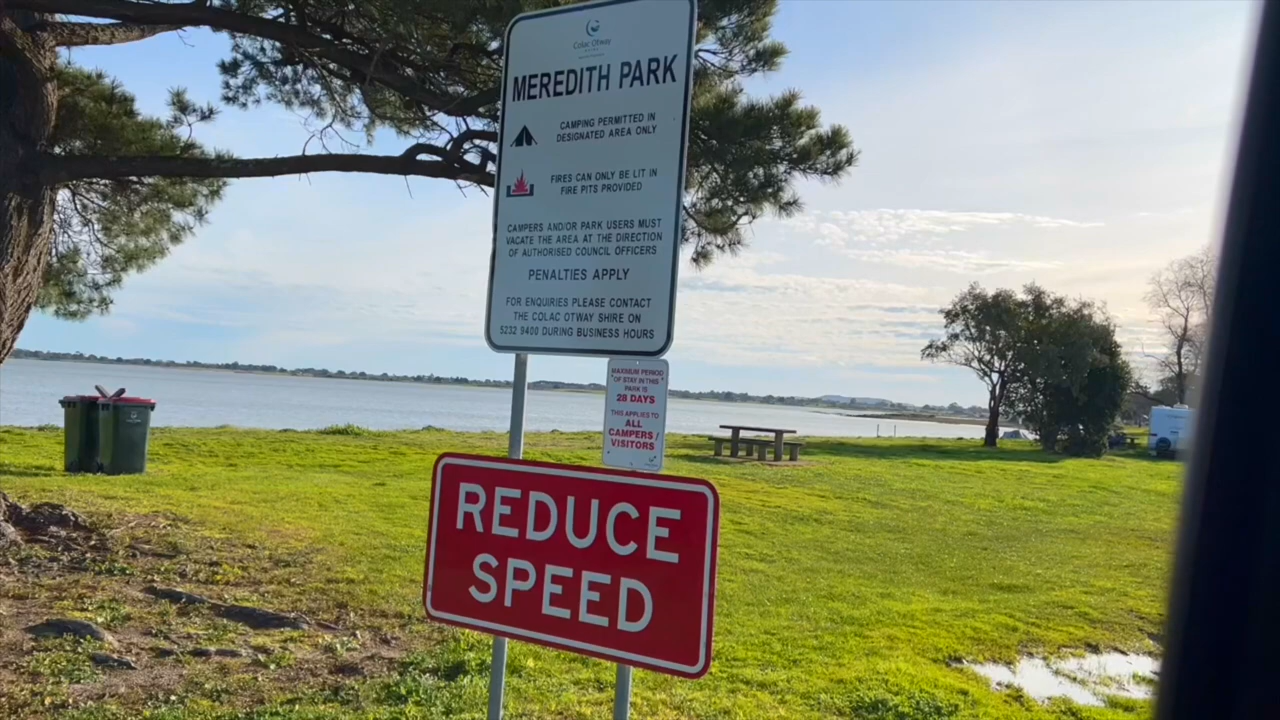 Colac Otway
SHIRE
MEREDITH PARK
CAMPING PERMITTED IN
DESIGNATED AREA ONLY
FIRES CAN ONLY BE LIT IN
FIRE PITS PROVIDED
CAMPERS AND/OR PARK USERS MUST
VACATE THE AREA AT THE DIRECTION
OF AUTHORISED COUNCIL OFFICERS
PENALTIES APPLY
FOR ENQUIRIES PLEASE CONTACT
THE COLAC OTWAY SHIRE ON
5232 9400 DURING BUSINESS HOURS
MAXIMUM PERIOD
OF STAY IN THIS
PARK IS
28 DAYS
THIS APPLIES TO
ALL
CAMPERS /
VISITORS
REDUCE
SPEED